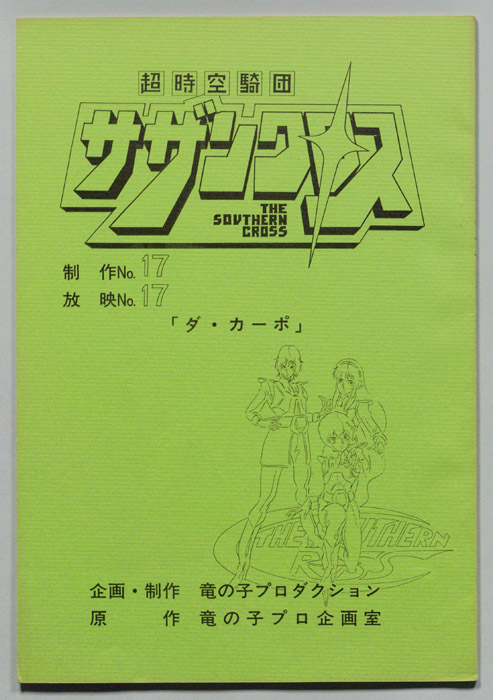 超時空騎団
サザンクロス
THE
SOUTHERN
CROSS
制 作No. 17
放 映No. 17
「ダ・カーポ」
THE SOUTHERN
CROSS
企画・制作 竜の子プロダクション
原 作 竜の子プロ企画室